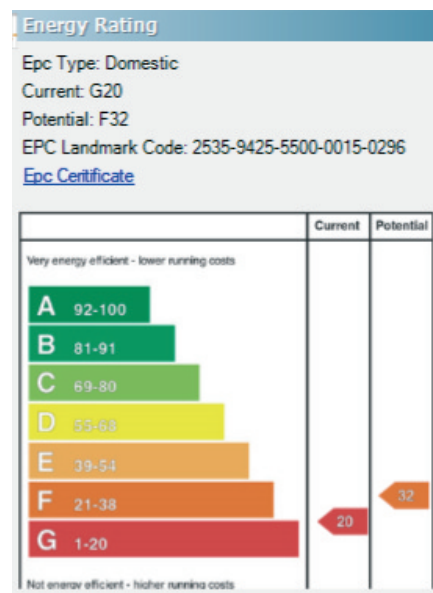 Energy Rating
Epc Type: Domestic
Current: G20
Potential: F32
EPC Landmark Code: 2535-9425-5500-0015-0296
Epc Ceritificate
Current Potential
Very energy efficient - lower running costs
A 92-100
B 81-91
C 69-80
D 55-68
E 39-54
F 21-38
32
G 1-20
20
Not energy efficient - higher running costs